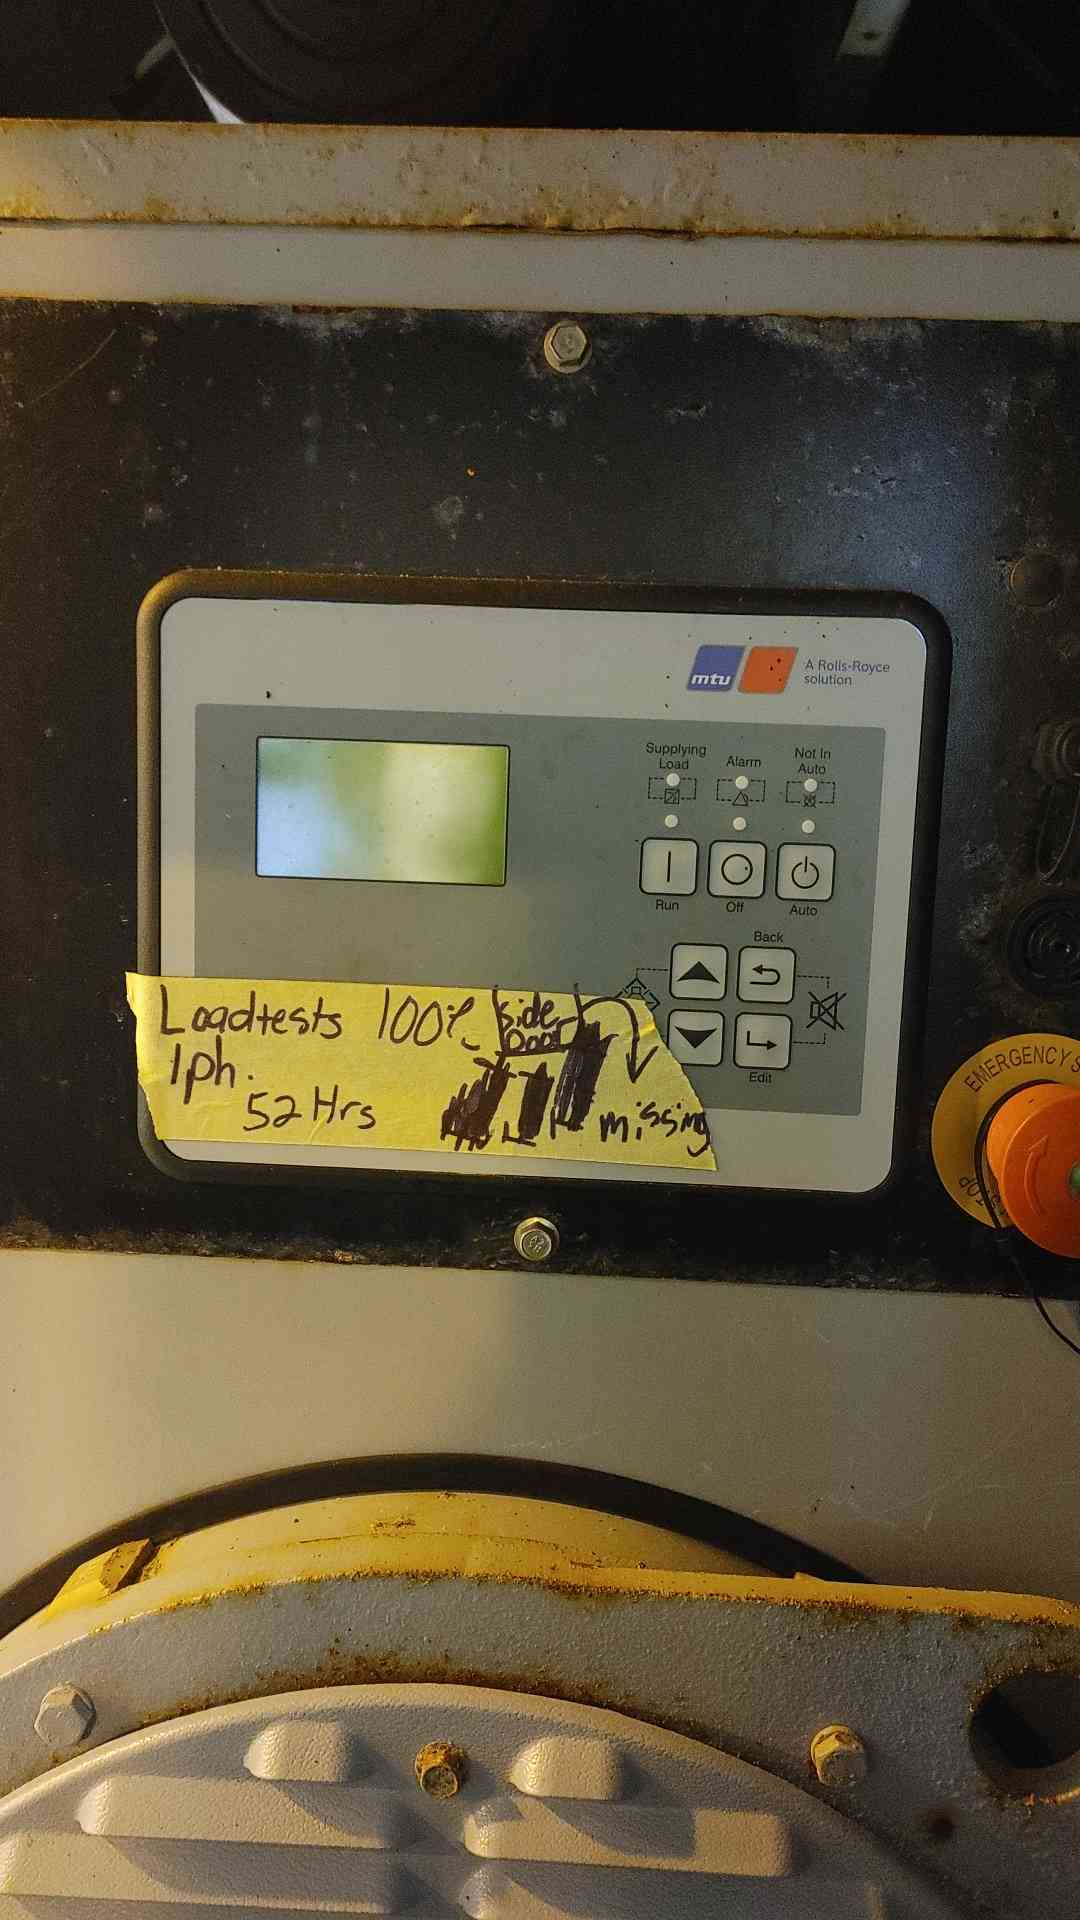 mtu
A Rolls-Royce
solution
Supplying
Load
Alarm
Not In
Auto
Run
Off
Auto
Back
Edit
EMERGENCY S
STOP
Loadtests 100%
side
Door
1ph.
52 Hrs
missing